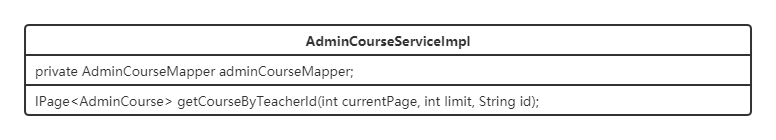 AdminCourseServiceImpl
private AdminCourseMapper adminCourseMapper;
IPage<AdminCourse> getCourseByTeacherId(int currentPage, int limit, String id);